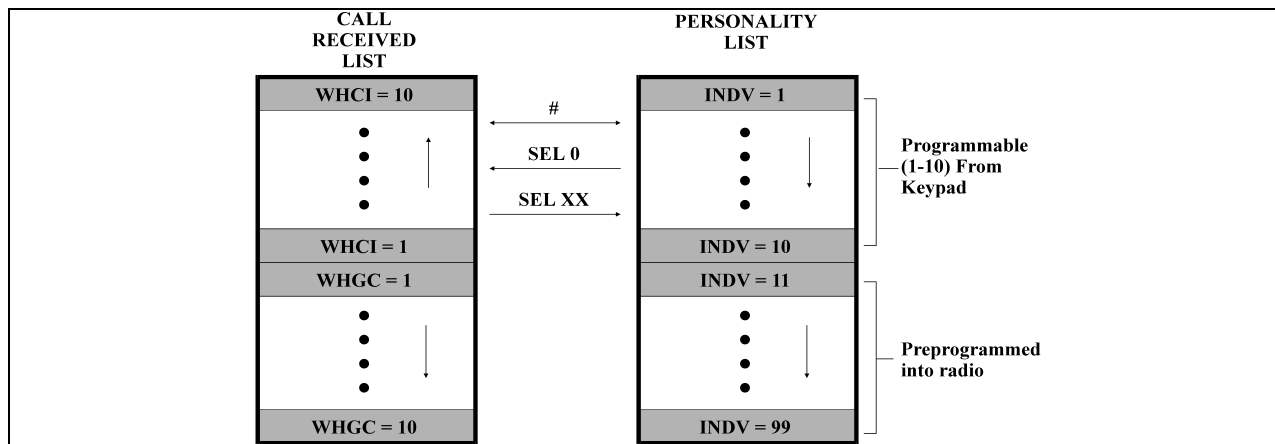 CALL
RECEIVED
LIST
PERSONALITY
LIST
WHCI = 10
INDV = 1
#
SEL 0
SEL XX
Programmable
(1-10) From
Keypad
WHCI = 1
INDV = 10
WHGC = 1
INDV = 11
Preprogrammed
into radio
WHGC = 10
INDV = 99